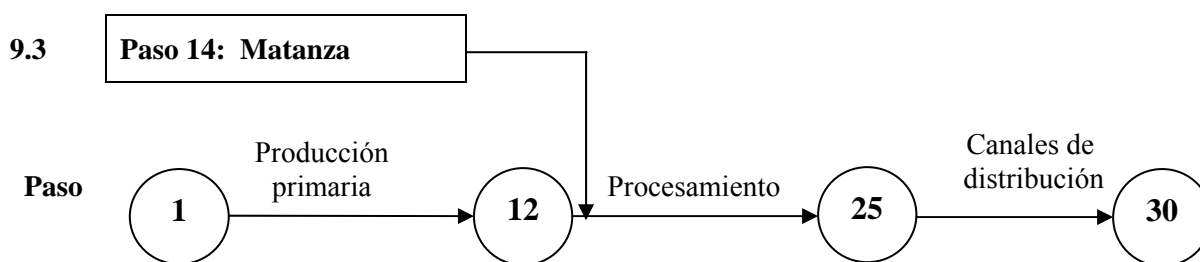 9.3 Paso 14: Matanza
Producción
primaria
Procesamiento
Canales de
distribución
Paso 1 12 25 30